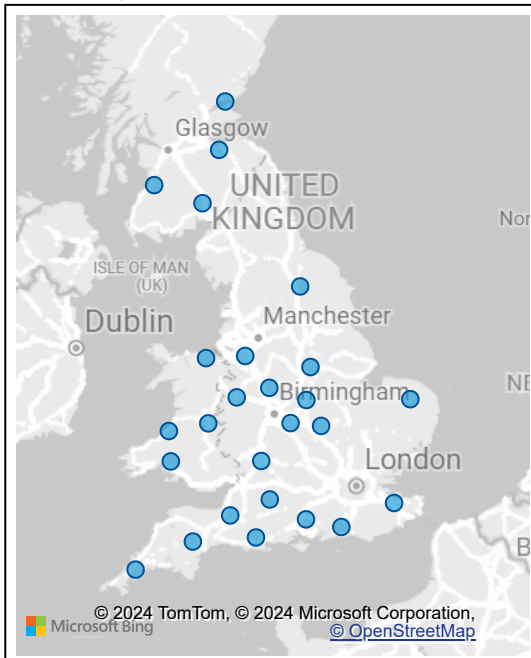 Glasgow
UNITED
KINGDOM
ISLE OF MAN
(UK)
Dublin
Manchester
Birmingham
London
Nor
NE
B
© 2024 TomTom, © 2024 Microsoft Corporation,
Microsoft Bing
© OpenStreetMap